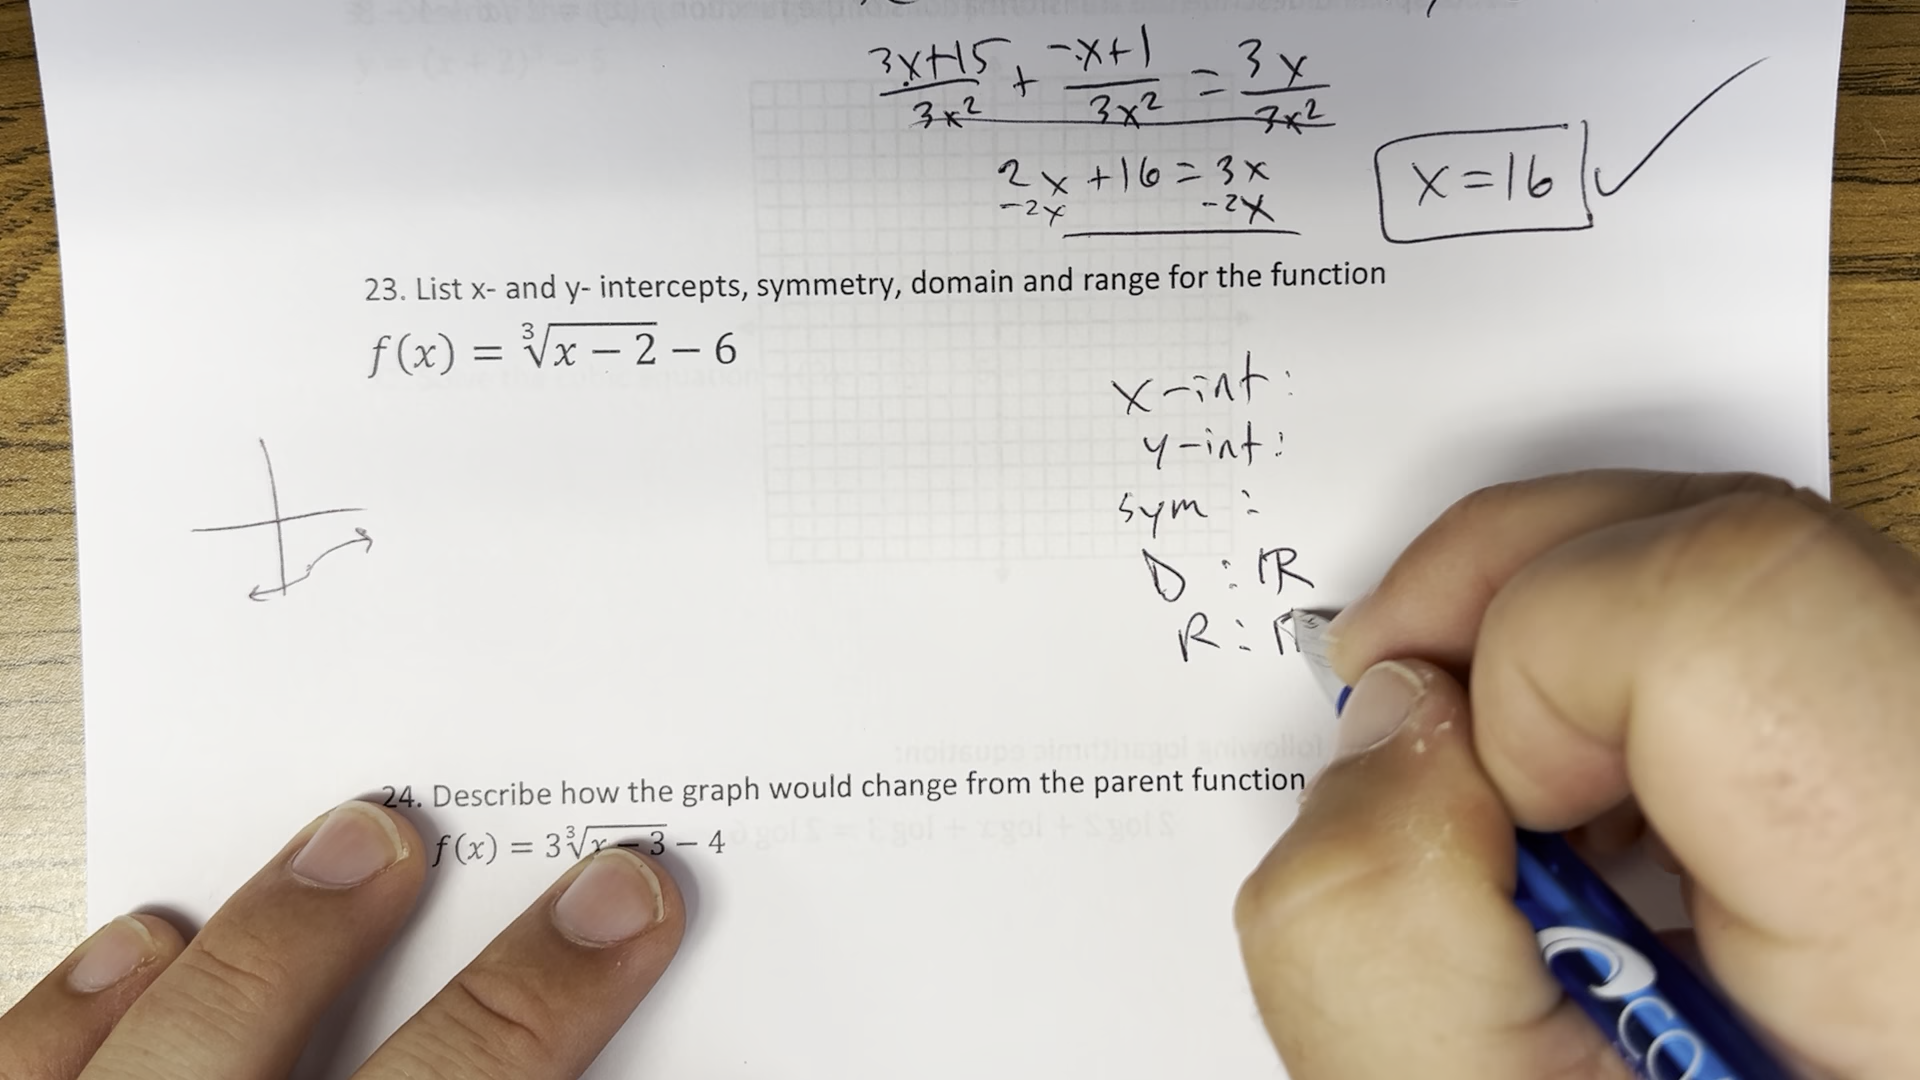 3x+15/3x² + -x+1/3x² = 3x/3x²
2x +16 = 3x
-2x -2x
x = 16 ✓
23. List x- and y- intercepts, symmetry, domain and range for the function
f(x) = ∛(x − 2) − 6
x-int:
y-int:
sym :
D : ℝ
R :
24. Describe how the graph would change from the parent function
f(x) = 3∛(x − 3) − 4